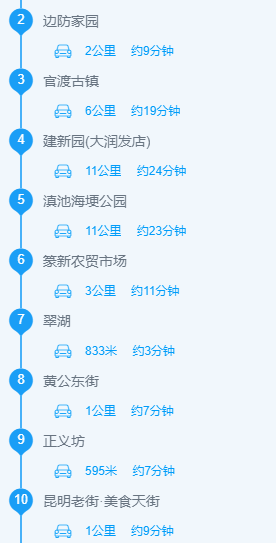 2 边防家园
2公里 约9分钟
3 官渡古镇
6公里 约19分钟
4 建新园(大润发店)
11公里 约24分钟
5 滇池海埂公园
11公里 约23分钟
6 篆新农贸市场
3公里 约11分钟
7 翠湖
833米 约3分钟
8 黄公东街
1公里 约7分钟
9 正义坊
595米 约7分钟
10 昆明老街·美食天街
1公里 约9分钟